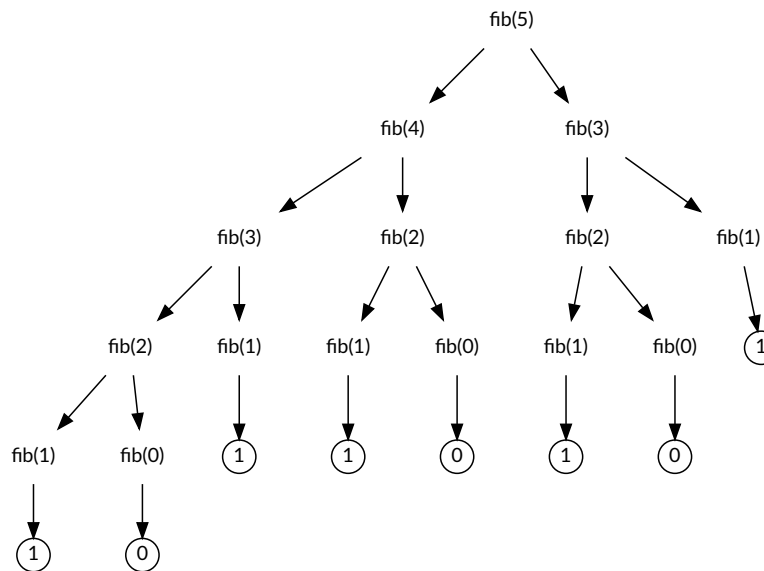 fib(5)
fib(4) fib(3)
fib(3) fib(2) fib(2) fib(1)
fib(2) fib(1) fib(1) fib(0) fib(1) fib(0) 1
fib(1) fib(0) 1 1 0 1 0
1 0